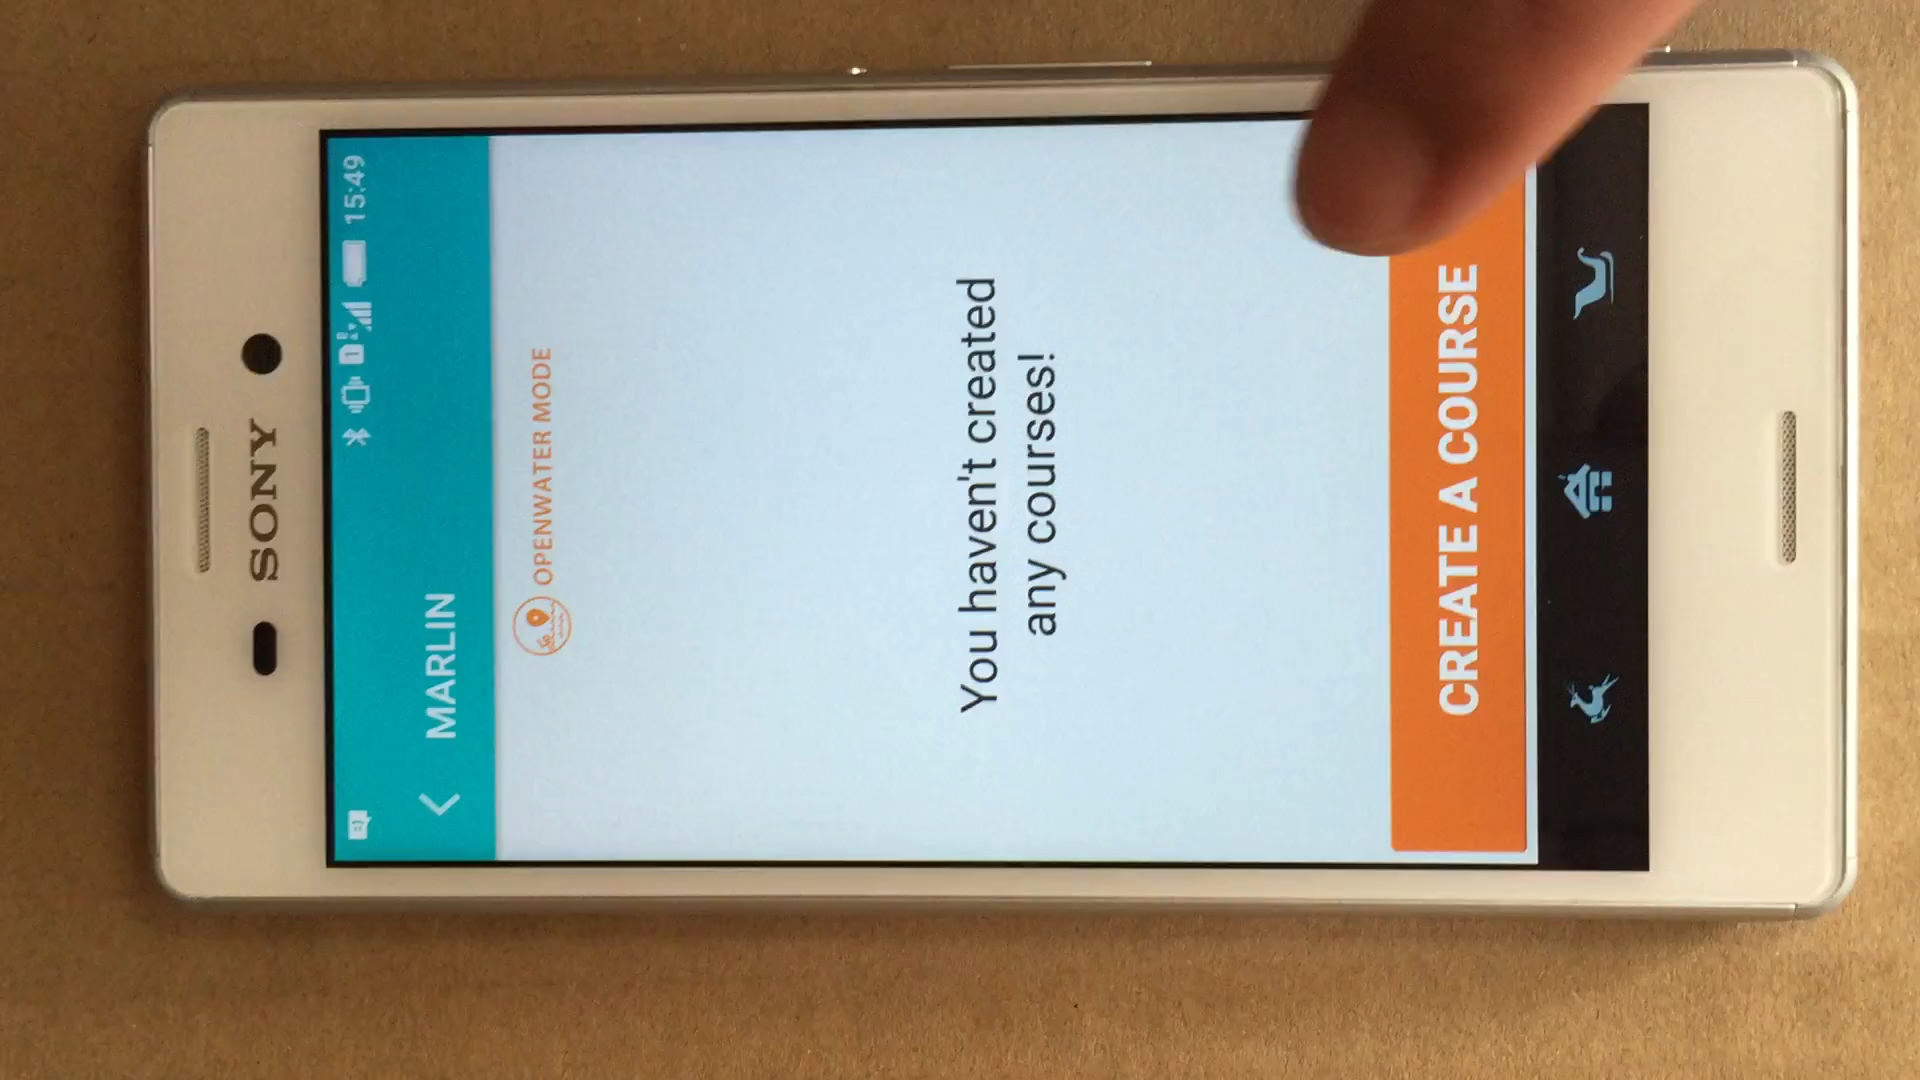 SONY
15:49
MARLIN
OPENWATER MODE
You haven't created
any courses!
CREATE A COURSE